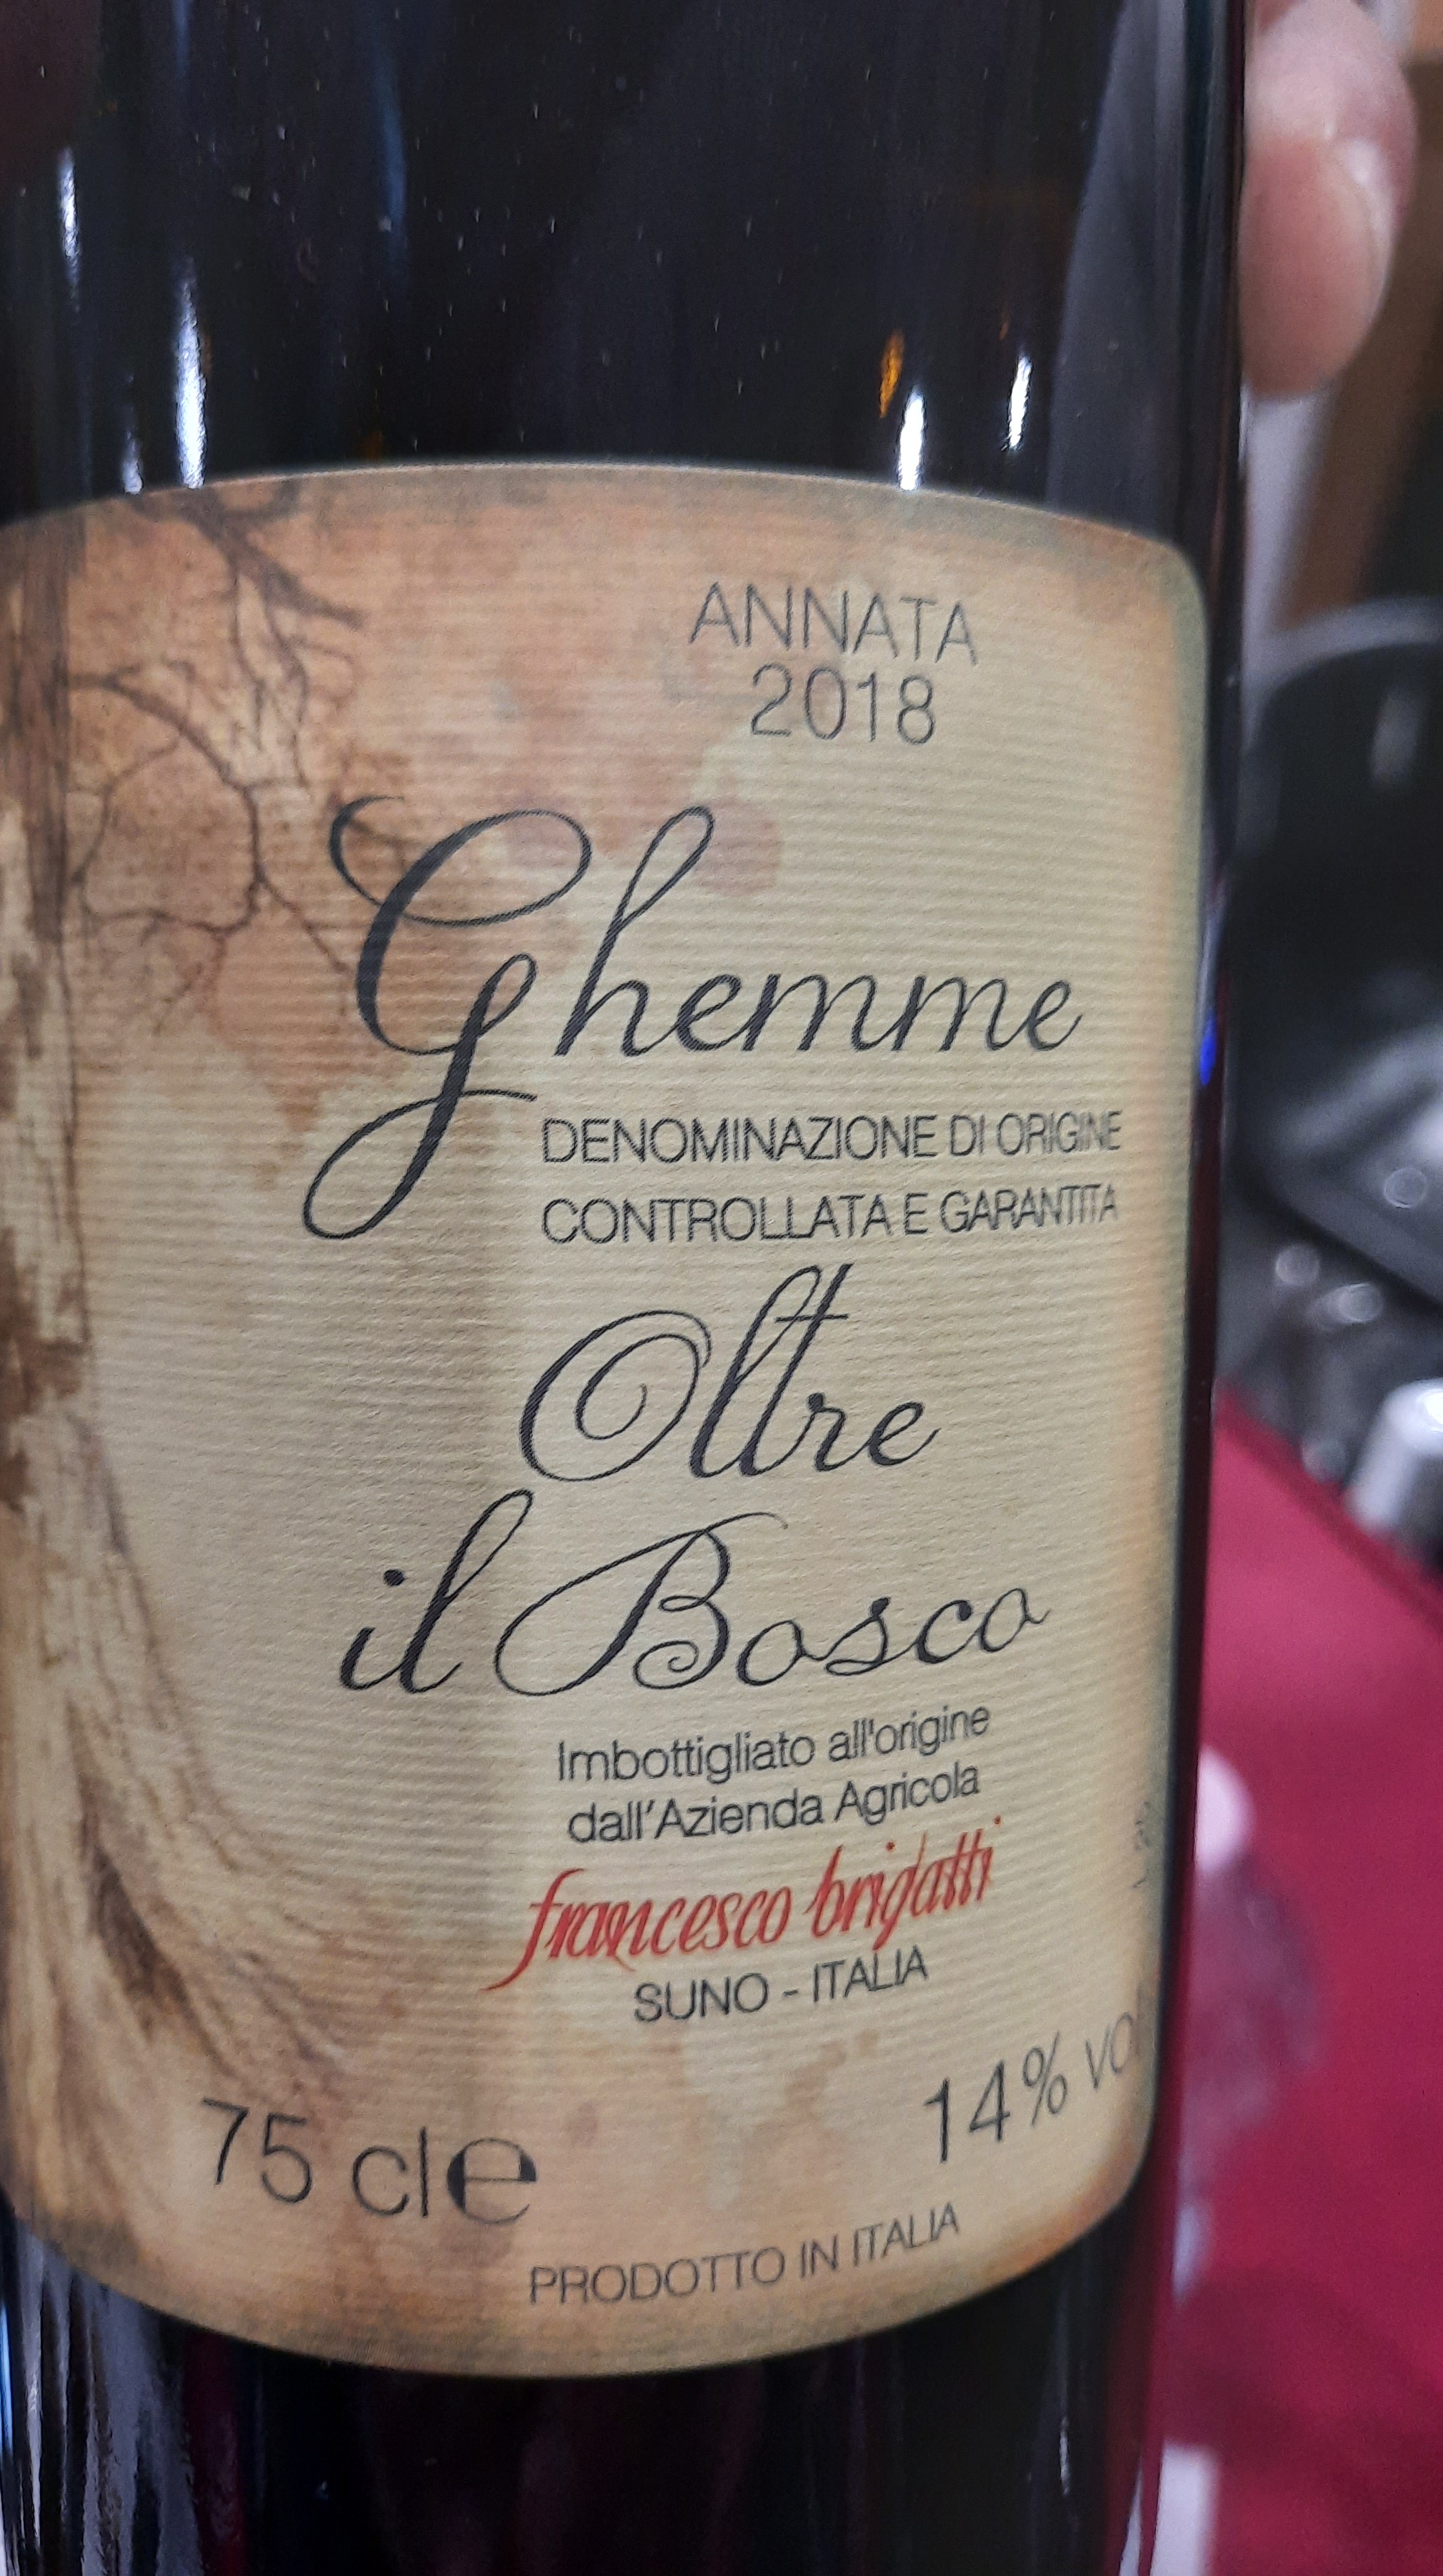 ANNATA
2018
Ghemme
DENOMINAZIONE DI ORIGINE
CONTROLLATA E GARANTITA
Oltre
il Bosco
Imbottigliato all'origine
dall'Azienda Agricola
francesco brigatti
SUNO - ITALIA
75 cl e
14% VO
PRODOTTO IN ITALIA